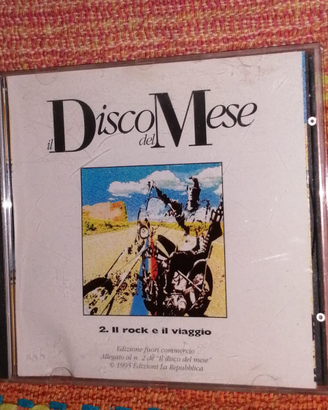 il Disco del Mese
2. Il rock e il viaggio
Edizione fuori commercio
Allegato al n. 2 de "Il disco del mese"
© 1995 Edizioni La Repubblica